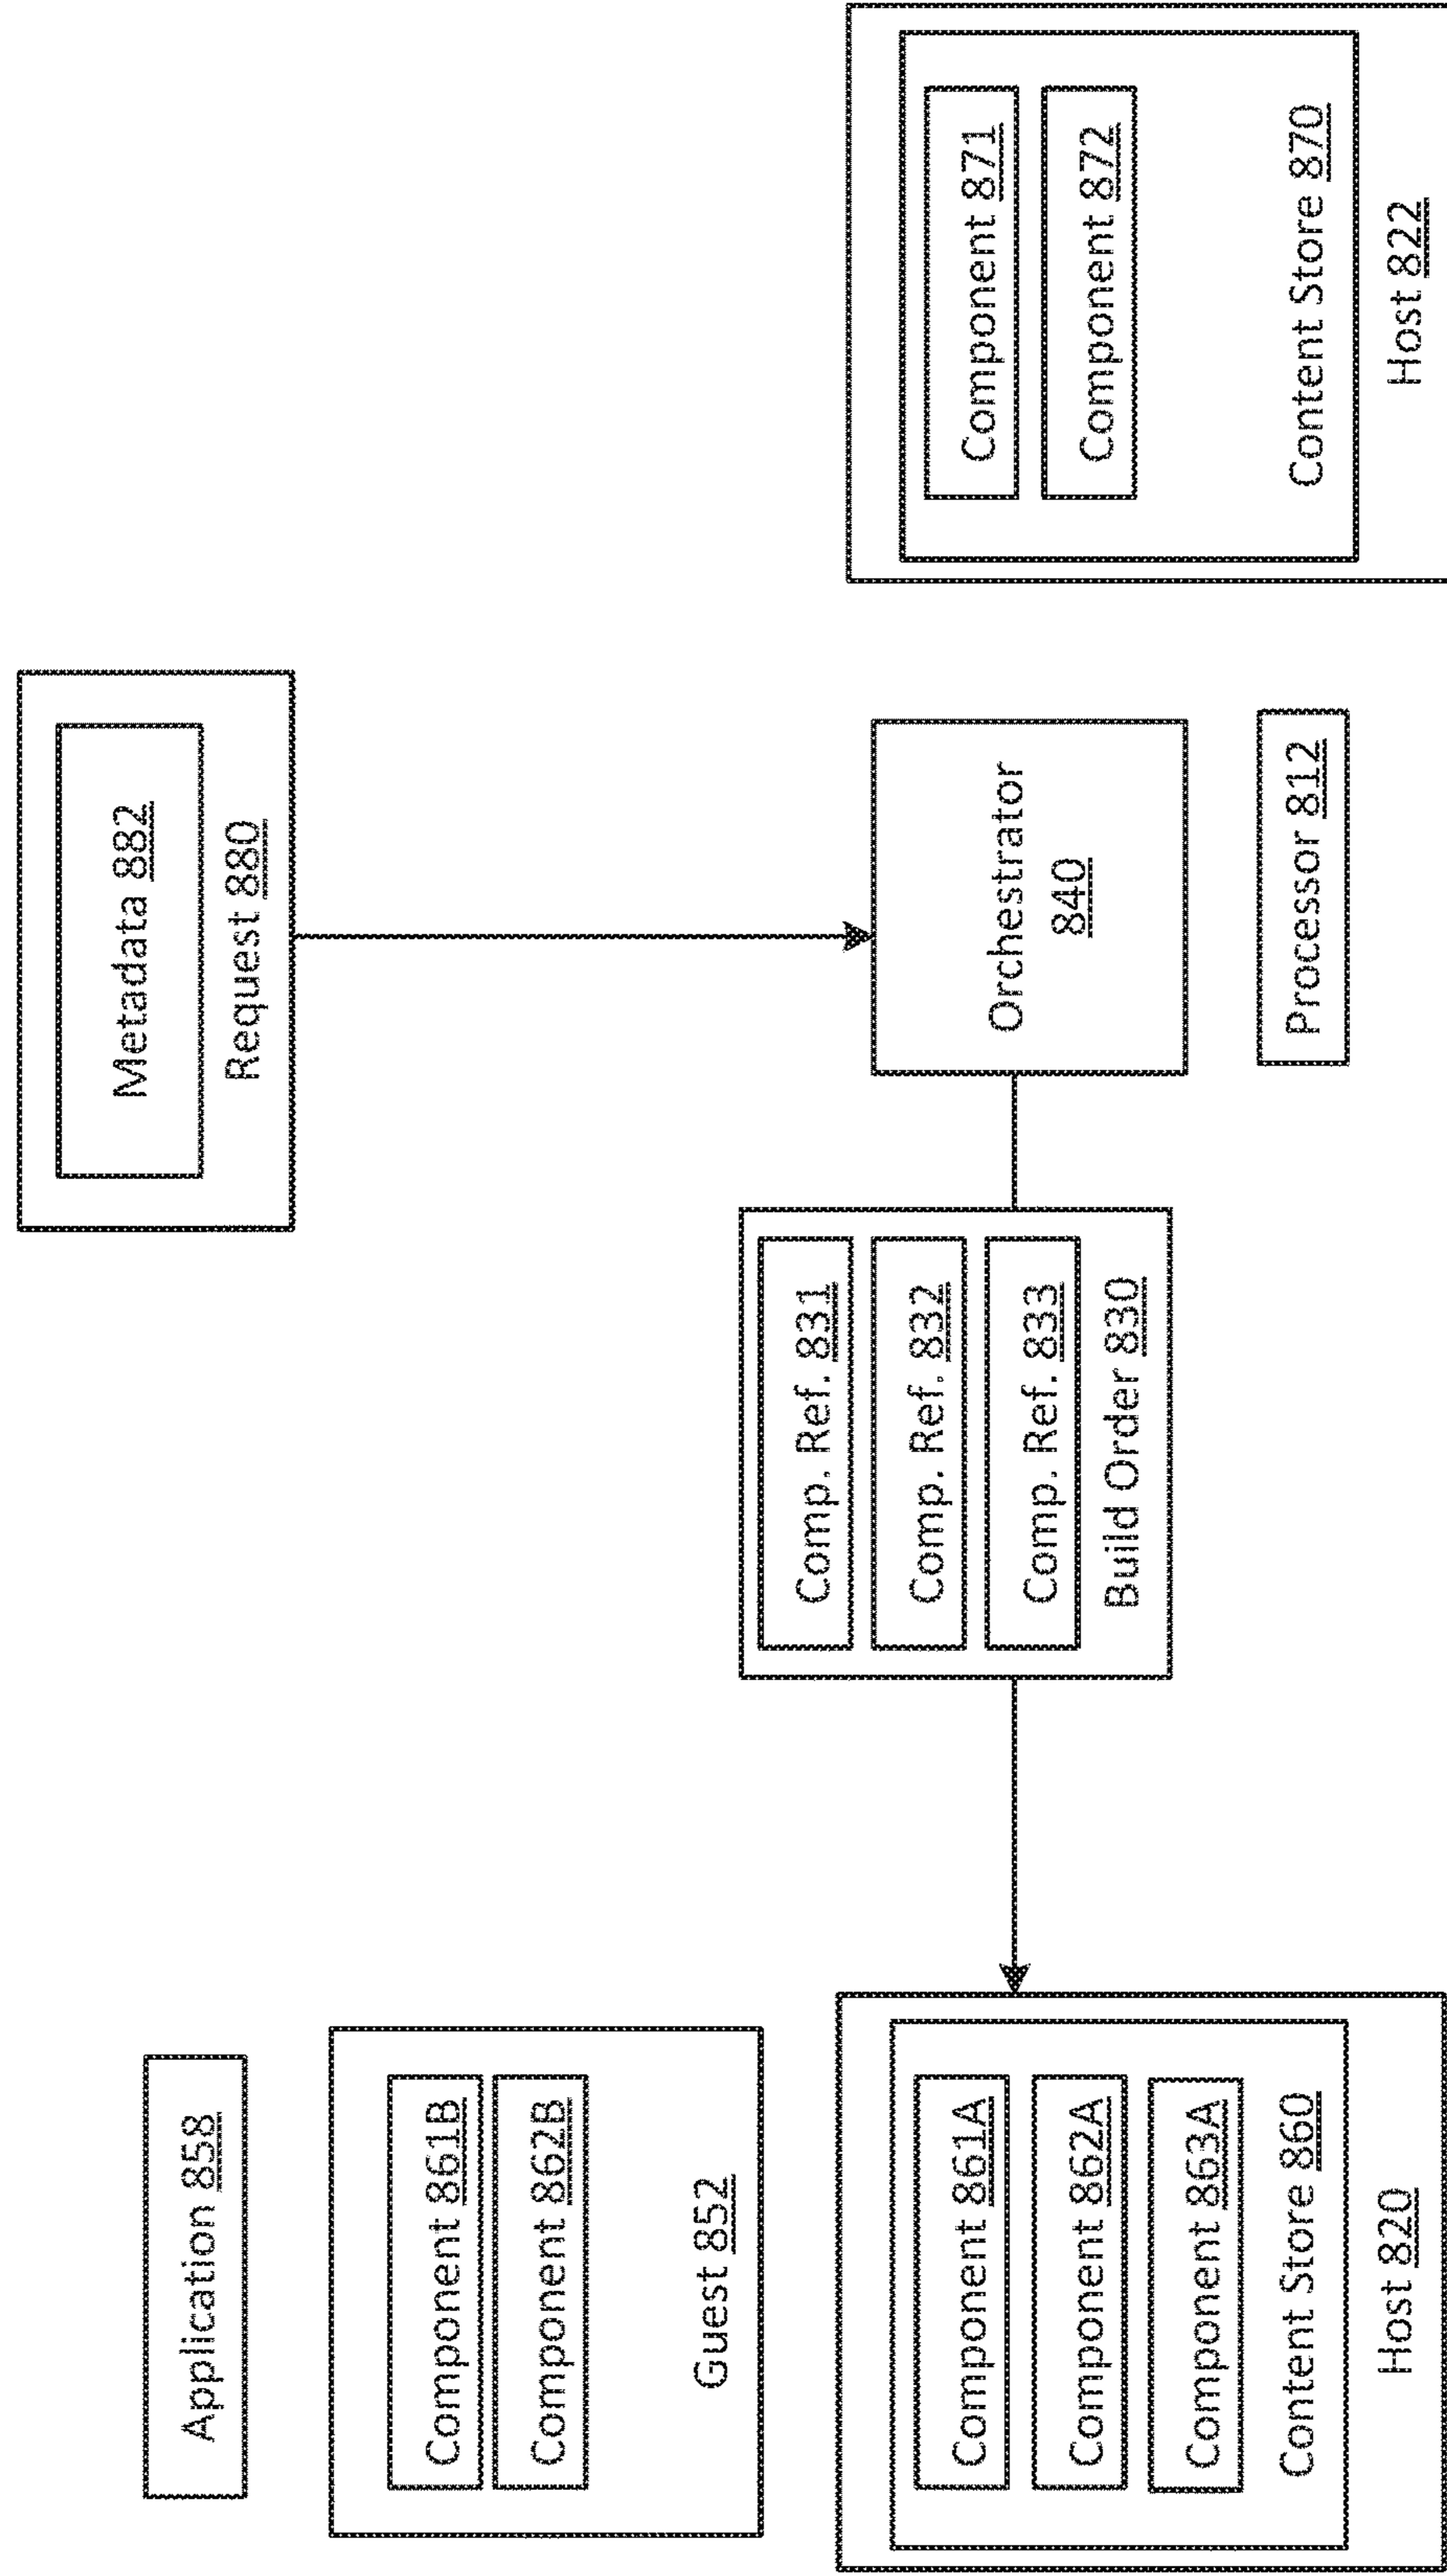 Application 858
Component 861B
Component 862B
Guest 852
Component 861A
Component 862A
Component 863A
Content Store 860
Host 820
Comp. Ref. 831
Comp. Ref. 832
Comp. Ref. 833
Build Order 830
Metadata 882
Request 880
Orchestrator
840
Processor 812
Component 871
Component 872
Content Store 870
Host 822